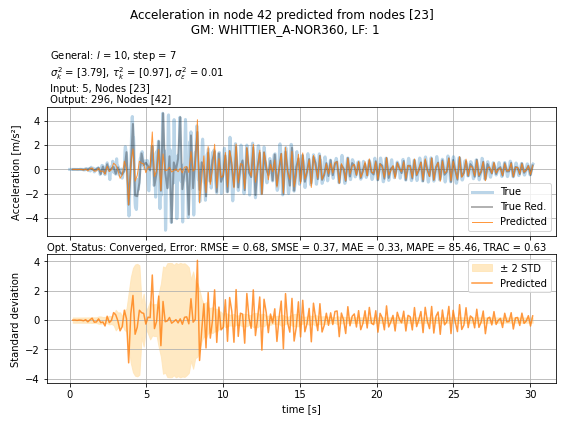 Acceleration in node 42 predicted from nodes [23]
GM: WHITTIER_A-NOR360, LF: 1
General: l = 10, step = 7
σ²ₖ = [3.79], τ²ₖ = [0.97], σ²ε = 0.01
Input: 5, Nodes [23]
Output: 296, Nodes [42]
Acceleration [m/s²]
4
2
0
−2
−4
True
True Red.
Predicted
Opt. Status: Converged, Error: RMSE = 0.68, SMSE = 0.37, MAE = 0.33, MAPE = 85.46, TRAC = 0.63
Standard deviation
4
2
0
−2
−4
± 2 STD
Predicted
0 5 10 15 20 25 30
time [s]